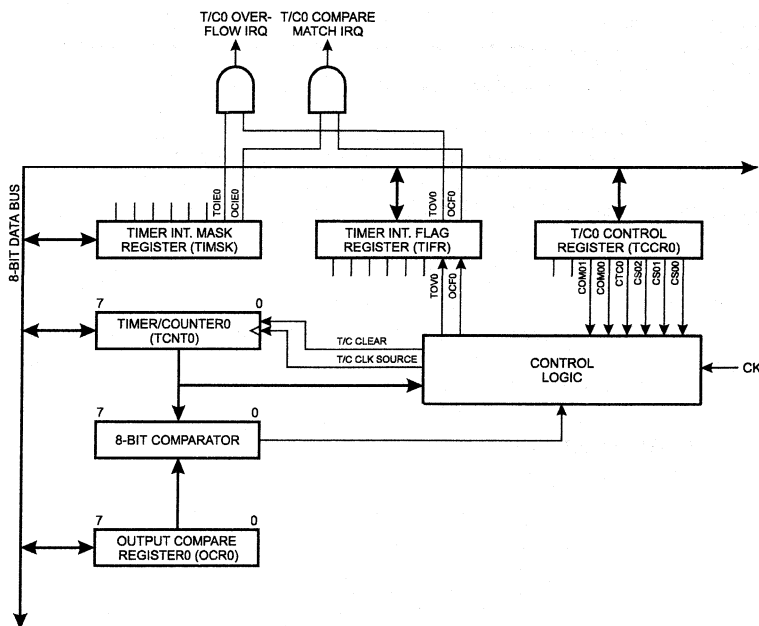 T/C0 OVER-
FLOW IRQ
T/C0 COMPARE
MATCH IRQ
8-BIT DATA BUS
TOIE0
OCIE0
TOV0
OCF0
TIMER INT. MASK
REGISTER (TIMSK)
TIMER INT. FLAG
REGISTER (TIFR)
T/C0 CONTROL
REGISTER (TCCR0)
TOV0
OCF0
COM01
COM00
CTC0
CS02
CS01
CS00
7 0
TIMER/COUNTER0
(TCNT0)
T/C CLEAR
T/C CLK SOURCE
CONTROL
LOGIC
CK
7 0
8-BIT COMPARATOR
7 0
OUTPUT COMPARE
REGISTER0 (OCR0)